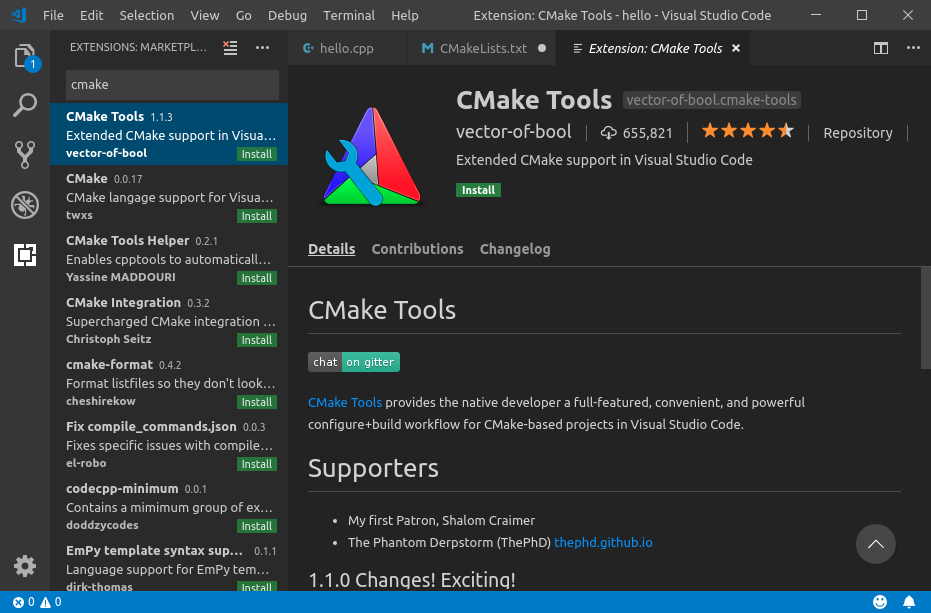 File Edit Selection View Go Debug Terminal Help Extension: CMake Tools - hello - Visual Studio Code
EXTENSIONS: MARKETPL...
hello.cpp
CMakeLists.txt
Extension: CMake Tools
1
cmake
CMake Tools 1.1.3
Extended CMake support in Visua...
vector-of-bool Install
CMake 0.0.17
CMake langage support for Visua...
twxs Install
CMake Tools Helper 0.2.1
Enables cpptools to automaticall...
Yassine MADDOURI Install
CMake Integration 0.3.2
Supercharged CMake integration ...
Christoph Seitz Install
cmake-format 0.4.2
Format listfiles so they don't look...
cheshirekow Install
Fix compile_commands.json 0.0.3
Fixes specific issues with compile...
el-robo Install
codecpp-minimum 0.0.1
Contains a mimimum group of ex...
doddzycodes Install
EmPy template syntax sup... 0.1.1
Language support for EmPy tem...
dirk-thomas Install
CMake Tools vector-of-bool.cmake-tools
vector-of-bool 655,821 Repository
Extended CMake support in Visual Studio Code
Install
Details Contributions Changelog
CMake Tools
chat on gitter
CMake Tools provides the native developer a full-featured, convenient, and powerful
configure+build workflow for CMake-based projects in Visual Studio Code.
Supporters
• My first Patron, Shalom Craimer
• The Phantom Derpstorm (ThePhD) thephd.github.io
1.1.0 Changes! Exciting!
0 0